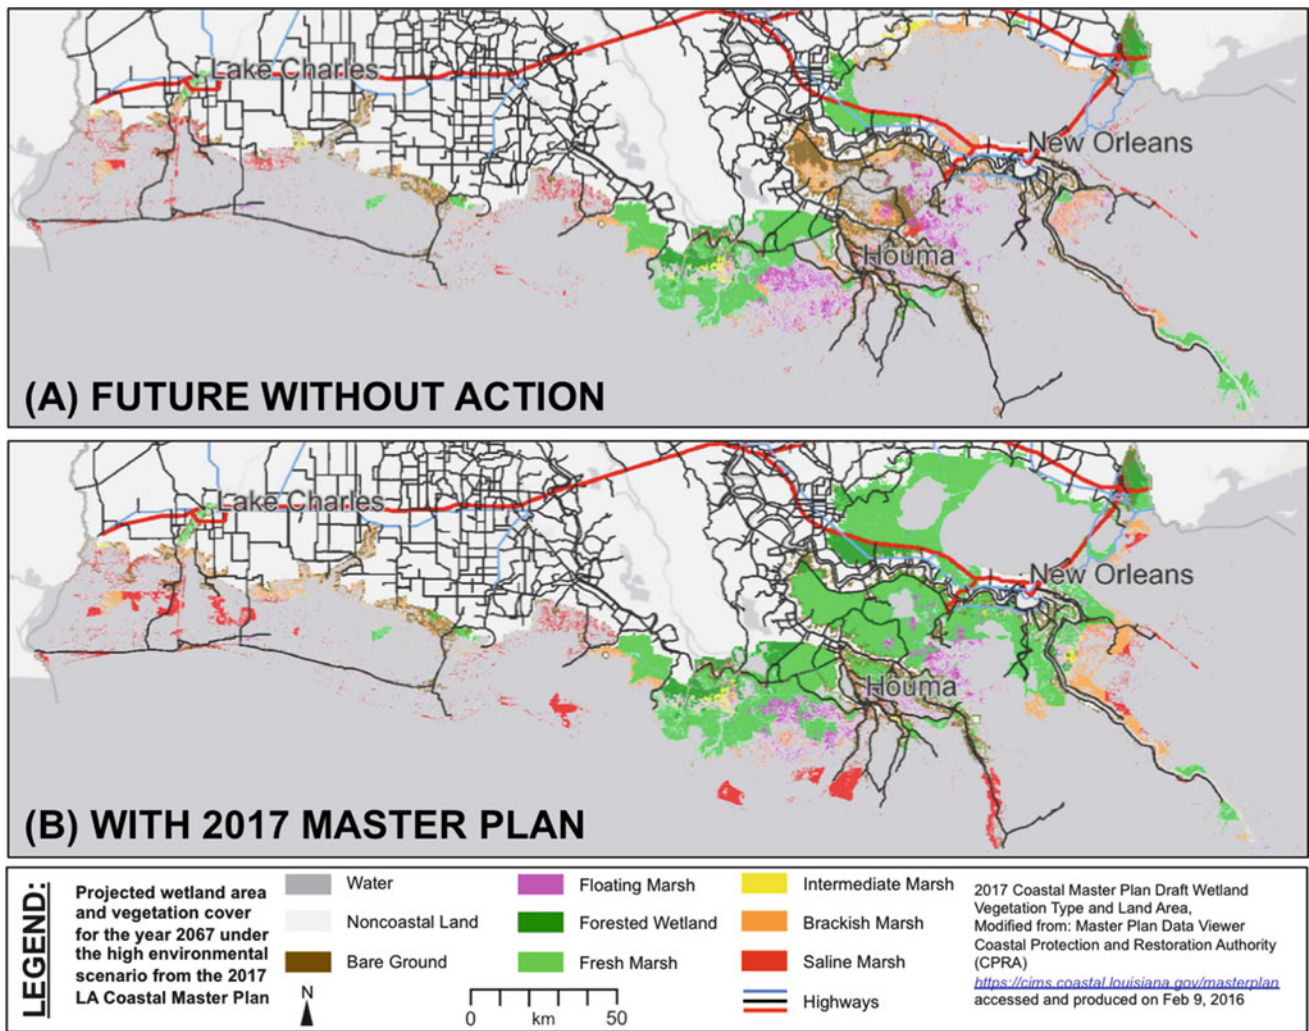 Lake Charles
New Orleans
Houma
(A) FUTURE WITHOUT ACTION
Lake Charles
New Orleans
Houma
(B) WITH 2017 MASTER PLAN
LEGEND:
Projected wetland area
and vegetation cover
for the year 2067 under
the high environmental
scenario from the 2017
LA Coastal Master Plan
Water
Noncoastal Land
Bare Ground
N
Floating Marsh
Forested Wetland
Fresh Marsh
0 km 50
Intermediate Marsh
Brackish Marsh
Saline Marsh
Highways
2017 Coastal Master Plan Draft Wetland
Vegetation Type and Land Area,
Modified from: Master Plan Data Viewer
Coastal Protection and Restoration Authority
(CPRA)
https://cims.coastal.louisiana.gov/masterplan
accessed and produced on Feb 9, 2016